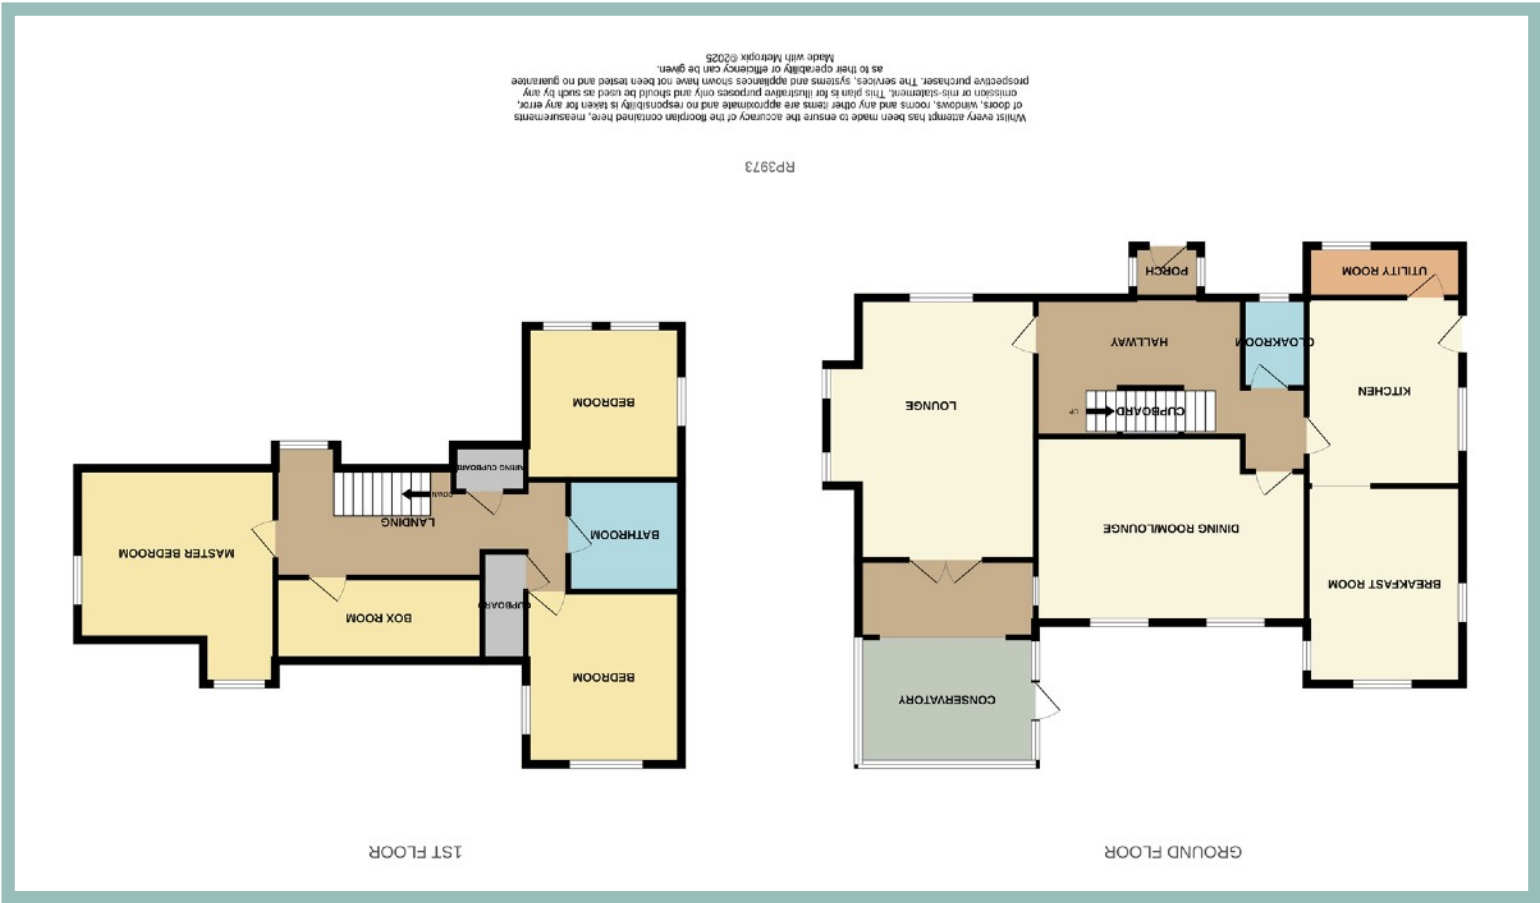 GROUND FLOOR
1ST FLOOR
CONSERVATORY
BREAKFAST ROOM
DINING ROOM/LOUNGE
LOUNGE
KITCHEN
UP
CUPBOARD
HALLWAY
CLOAKROOM
PORCH
UTILITY ROOM
BEDROOM
BOX ROOM
CUPBOARD
MASTER BEDROOM
BATHROOM
LANDING
DOWN
AIRING CUPBOARD
BEDROOM
RP3973
Whilst every attempt has been made to ensure the accuracy of the floorplan contained here, measurements
of doors, windows, rooms and any other items are approximate and no responsibility is taken for any error,
omission or mis-statement. This plan is for illustrative purposes only and should be used as such by any
prospective purchaser. The services, systems and appliances shown have not been tested and no guarantee
as to their operability or efficiency can be given.
Made with Metropix ©2025